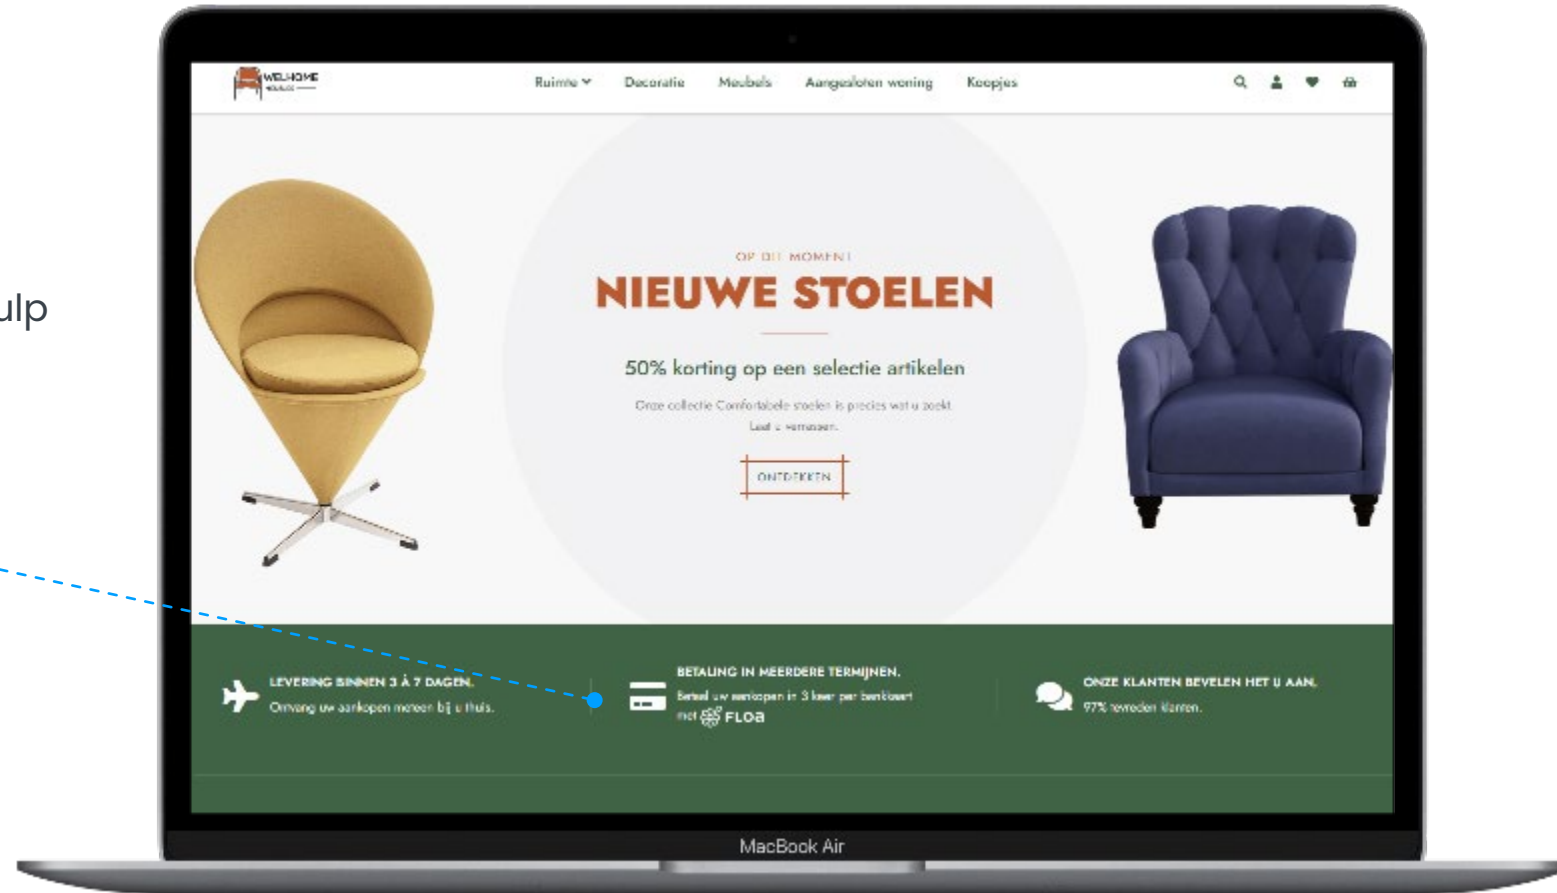 WELHOME
Ruimte
Decoratie
Meubels
Aangesloten woning
Koopjes
ulp
OP DIT MOMENT
NIEUWE STOELEN
50% korting op een selectie artikelen
Onze collectie Comfortabele stoelen is precies wat u zoekt.
Laat u verrassen.
ONTDEKKEN
LEVERING BINNEN 3 À 7 DAGEN.
Omvang uw aankopen meteen bij u thuis.
BETALING IN MEERDERE TERMIJNEN.
Betaal uw aankopen in 3 keer per bankkaart
met FLOa
ONZE KLANTEN BEVELEN HET U AAN.
97% tevreden klanten.
MacBook Air